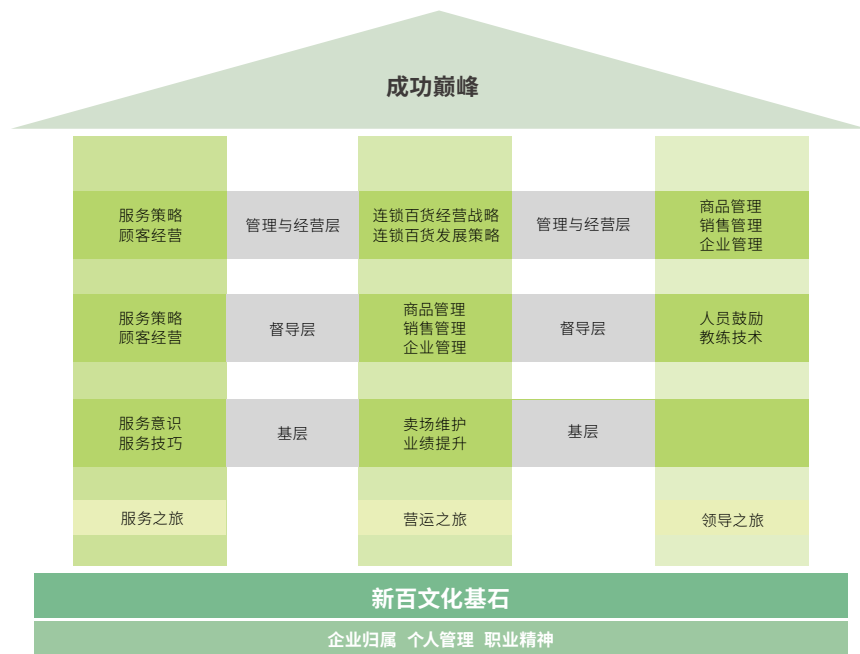 成功巅峰
服务策略
顾客经营
管理与经营层
连锁百货经营战略
连锁百货发展策略
管理与经营层
商品管理
销售管理
企业管理
服务策略
顾客经营
督导层
商品管理
销售管理
企业管理
督导层
人员鼓励
教练技术
服务意识
服务技巧
基层
卖场维护
业绩提升
基层
服务之旅
营运之旅
领导之旅
新百文化基石
企业归属 个人管理 职业精神